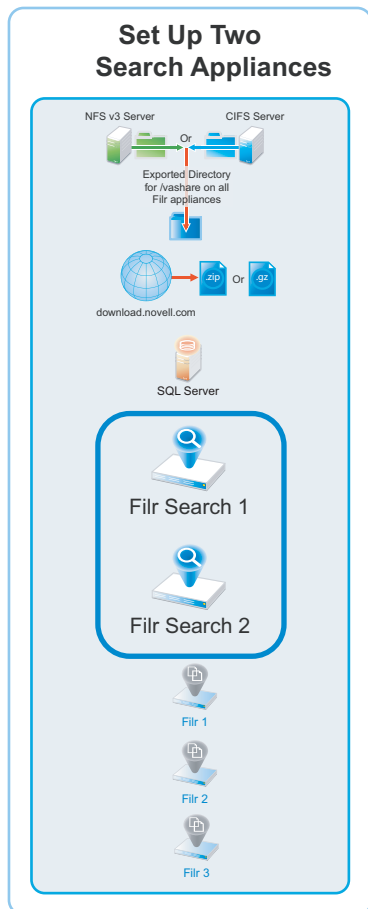 Set Up Two
Search Appliances
NFS v3 Server
CIFS Server
Or
Exported Directory
for /vashare on all
Filr appliances
.zip
Or
.gz
download.novell.com
SQL Server
Filr Search 1
Filr Search 2
Filr 1
Filr 2
Filr 3